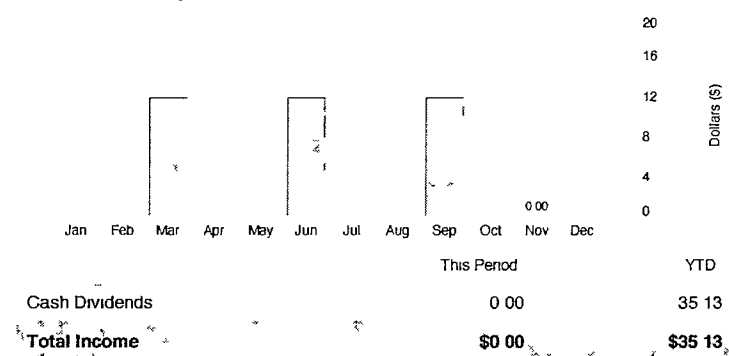 20
16
12
8
4
0
Dollars ($)
0 00
Jan Feb Mar Apr May Jun Jul Aug Sep Oct Nov Dec
This Period YTD
Cash Dividends 0 00 35 13
Total Income $0 00 $35 13